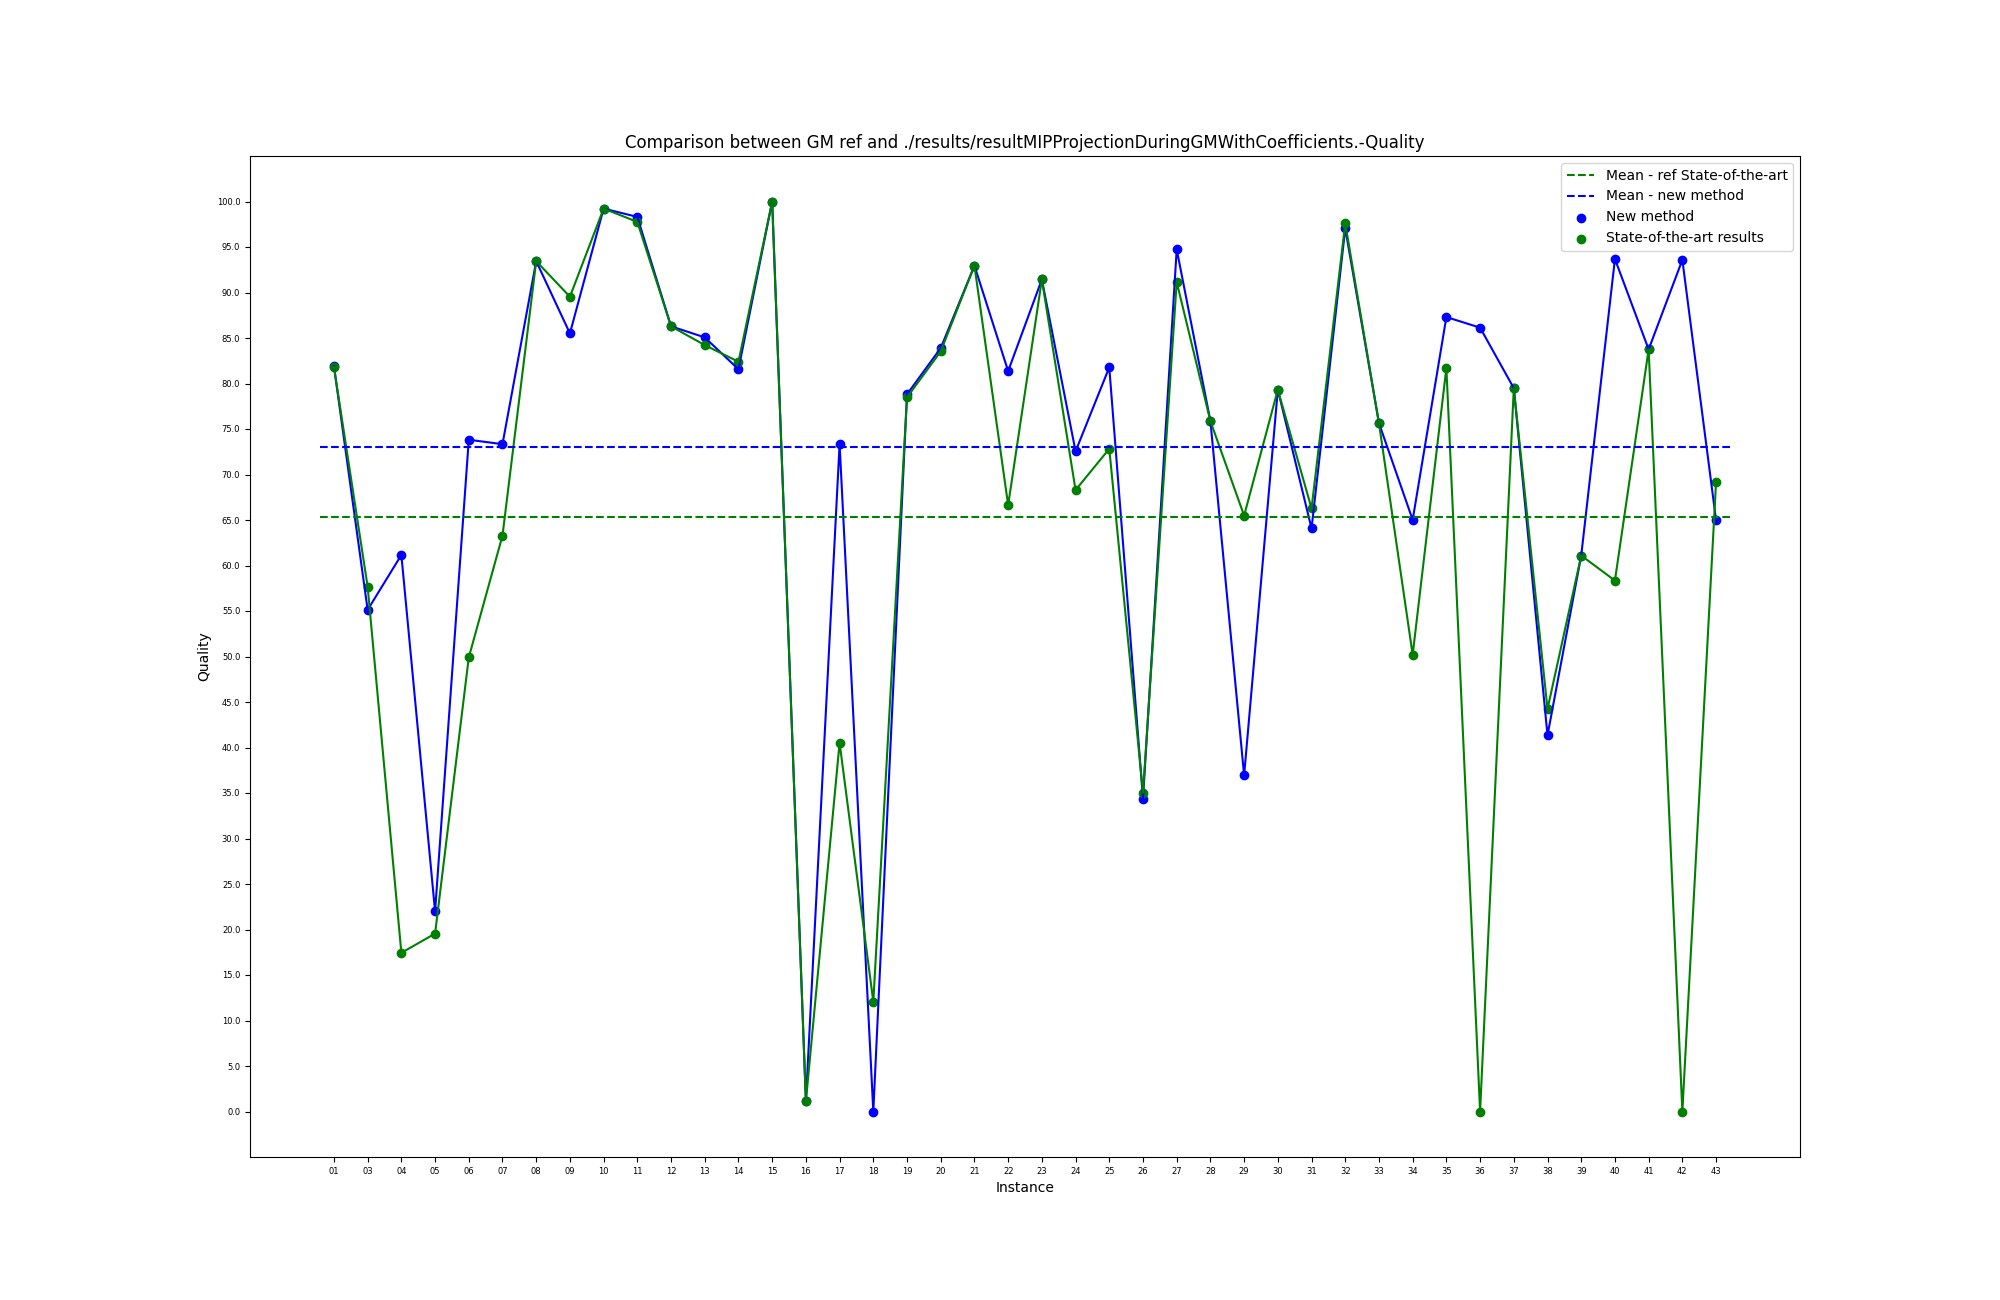 Comparison between GM ref and ./results/resultMIPProjectionDuringGMWithCoefficients.-Quality
Mean - ref State-of-the-art
Mean - new method
New method
State-of-the-art results
100.0
95.0
90.0
85.0
80.0
75.0
70.0
65.0
60.0
55.0
50.0
45.0
40.0
35.0
30.0
25.0
20.0
15.0
10.0
5.0
0.0
Quality
01 03 04 05 06 07 08 09 10 11 12 13 14 15 16 17 18 19 20 21 22 23 24 25 26 27 28 29 30 31 32 33 34 35 36 37 38 39 40 41 42 43
Instance